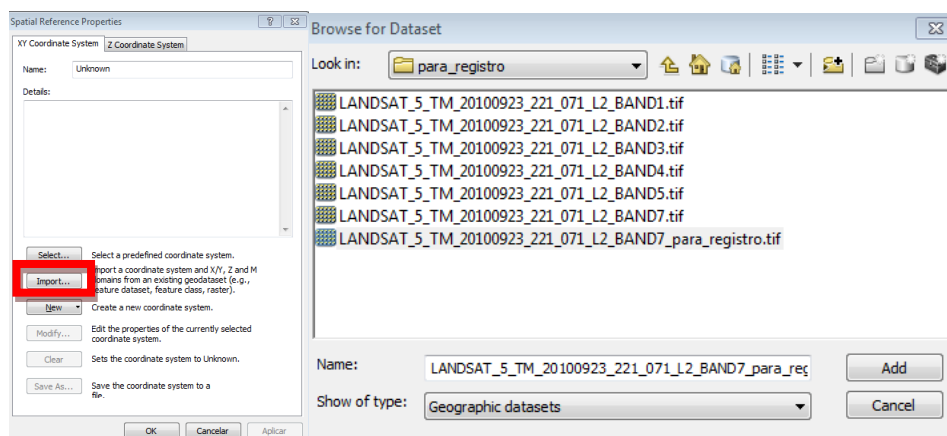 Spatial Reference Properties
XY Coordinate System
Z Coordinate System
Name:
Unknown
Details:
Select...
Select a predefined coordinate system.
Import...
Import a coordinate system and X/Y, Z and M
domains from an existing geodataset (e.g.,
feature dataset, feature class, raster).
New
Create a new coordinate system.
Modify...
Edit the properties of the currently selected
coordinate system.
Clear
Sets the coordinate system to Unknown.
Save As...
Save the coordinate system to a
file.
OK
Cancelar
Aplicar
Browse for Dataset
Look in:
para_registro
LANDSAT_5_TM_20100923_221_071_L2_BAND1.tif
LANDSAT_5_TM_20100923_221_071_L2_BAND2.tif
LANDSAT_5_TM_20100923_221_071_L2_BAND3.tif
LANDSAT_5_TM_20100923_221_071_L2_BAND4.tif
LANDSAT_5_TM_20100923_221_071_L2_BAND5.tif
LANDSAT_5_TM_20100923_221_071_L2_BAND7.tif
LANDSAT_5_TM_20100923_221_071_L2_BAND7_para_registro.tif
Name:
LANDSAT_5_TM_20100923_221_071_L2_BAND7_para_reg
Add
Show of type:
Geographic datasets
Cancel